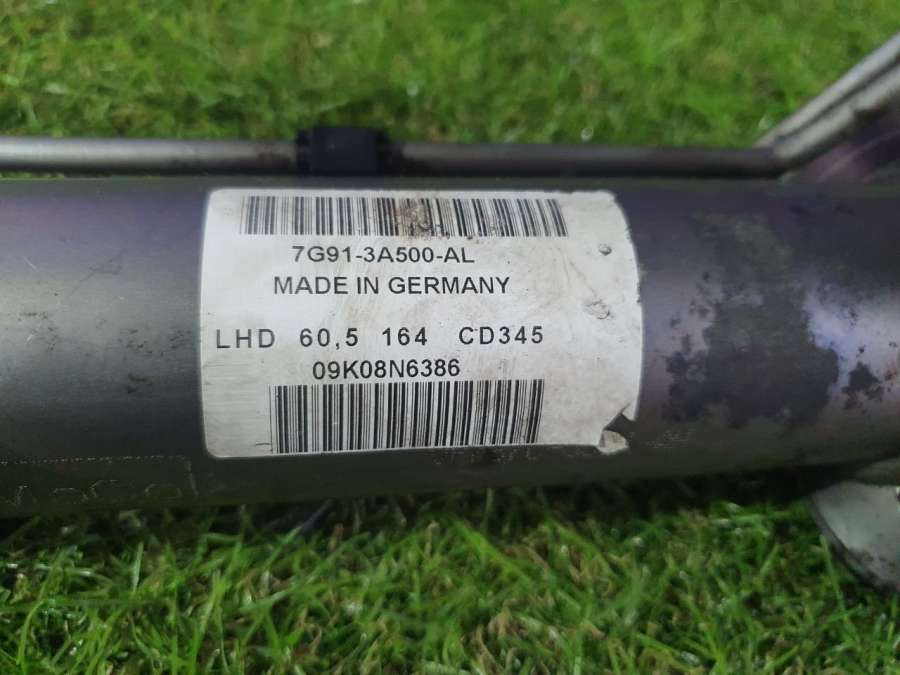 7G91-3A500-AL
MADE IN GERMANY
LHD 60,5 164 CD345
09K08N6386